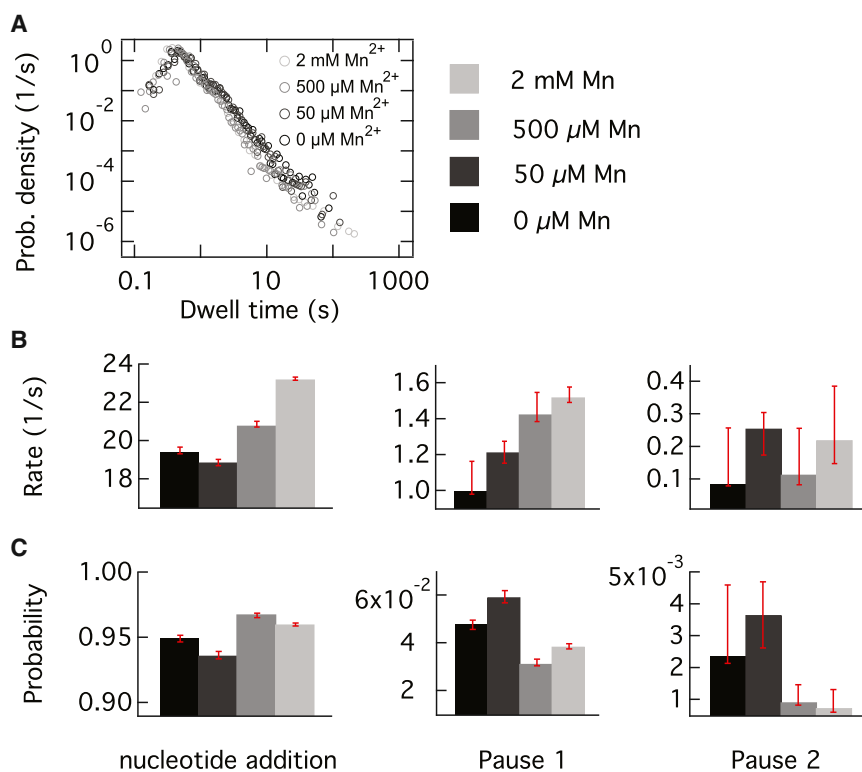 A
Prob. density (1/s)
10^0
10^-2
10^-4
10^-6
2 mM Mn^2+
500 µM Mn^2+
50 µM Mn^2+
0 µM Mn^2+
0.1
1
10
100
1000
Dwell time (s)
2 mM Mn
500 µM Mn
50 µM Mn
0 µM Mn
B
Rate (1/s)
24
22
20
18
1.6
1.4
1.2
1.0
0.4
0.3
0.2
0.1
C
Probability
1.00
0.95
0.90
6x10^-2
4
2
5x10^-3
4
3
2
1
nucleotide addition
Pause 1
Pause 2